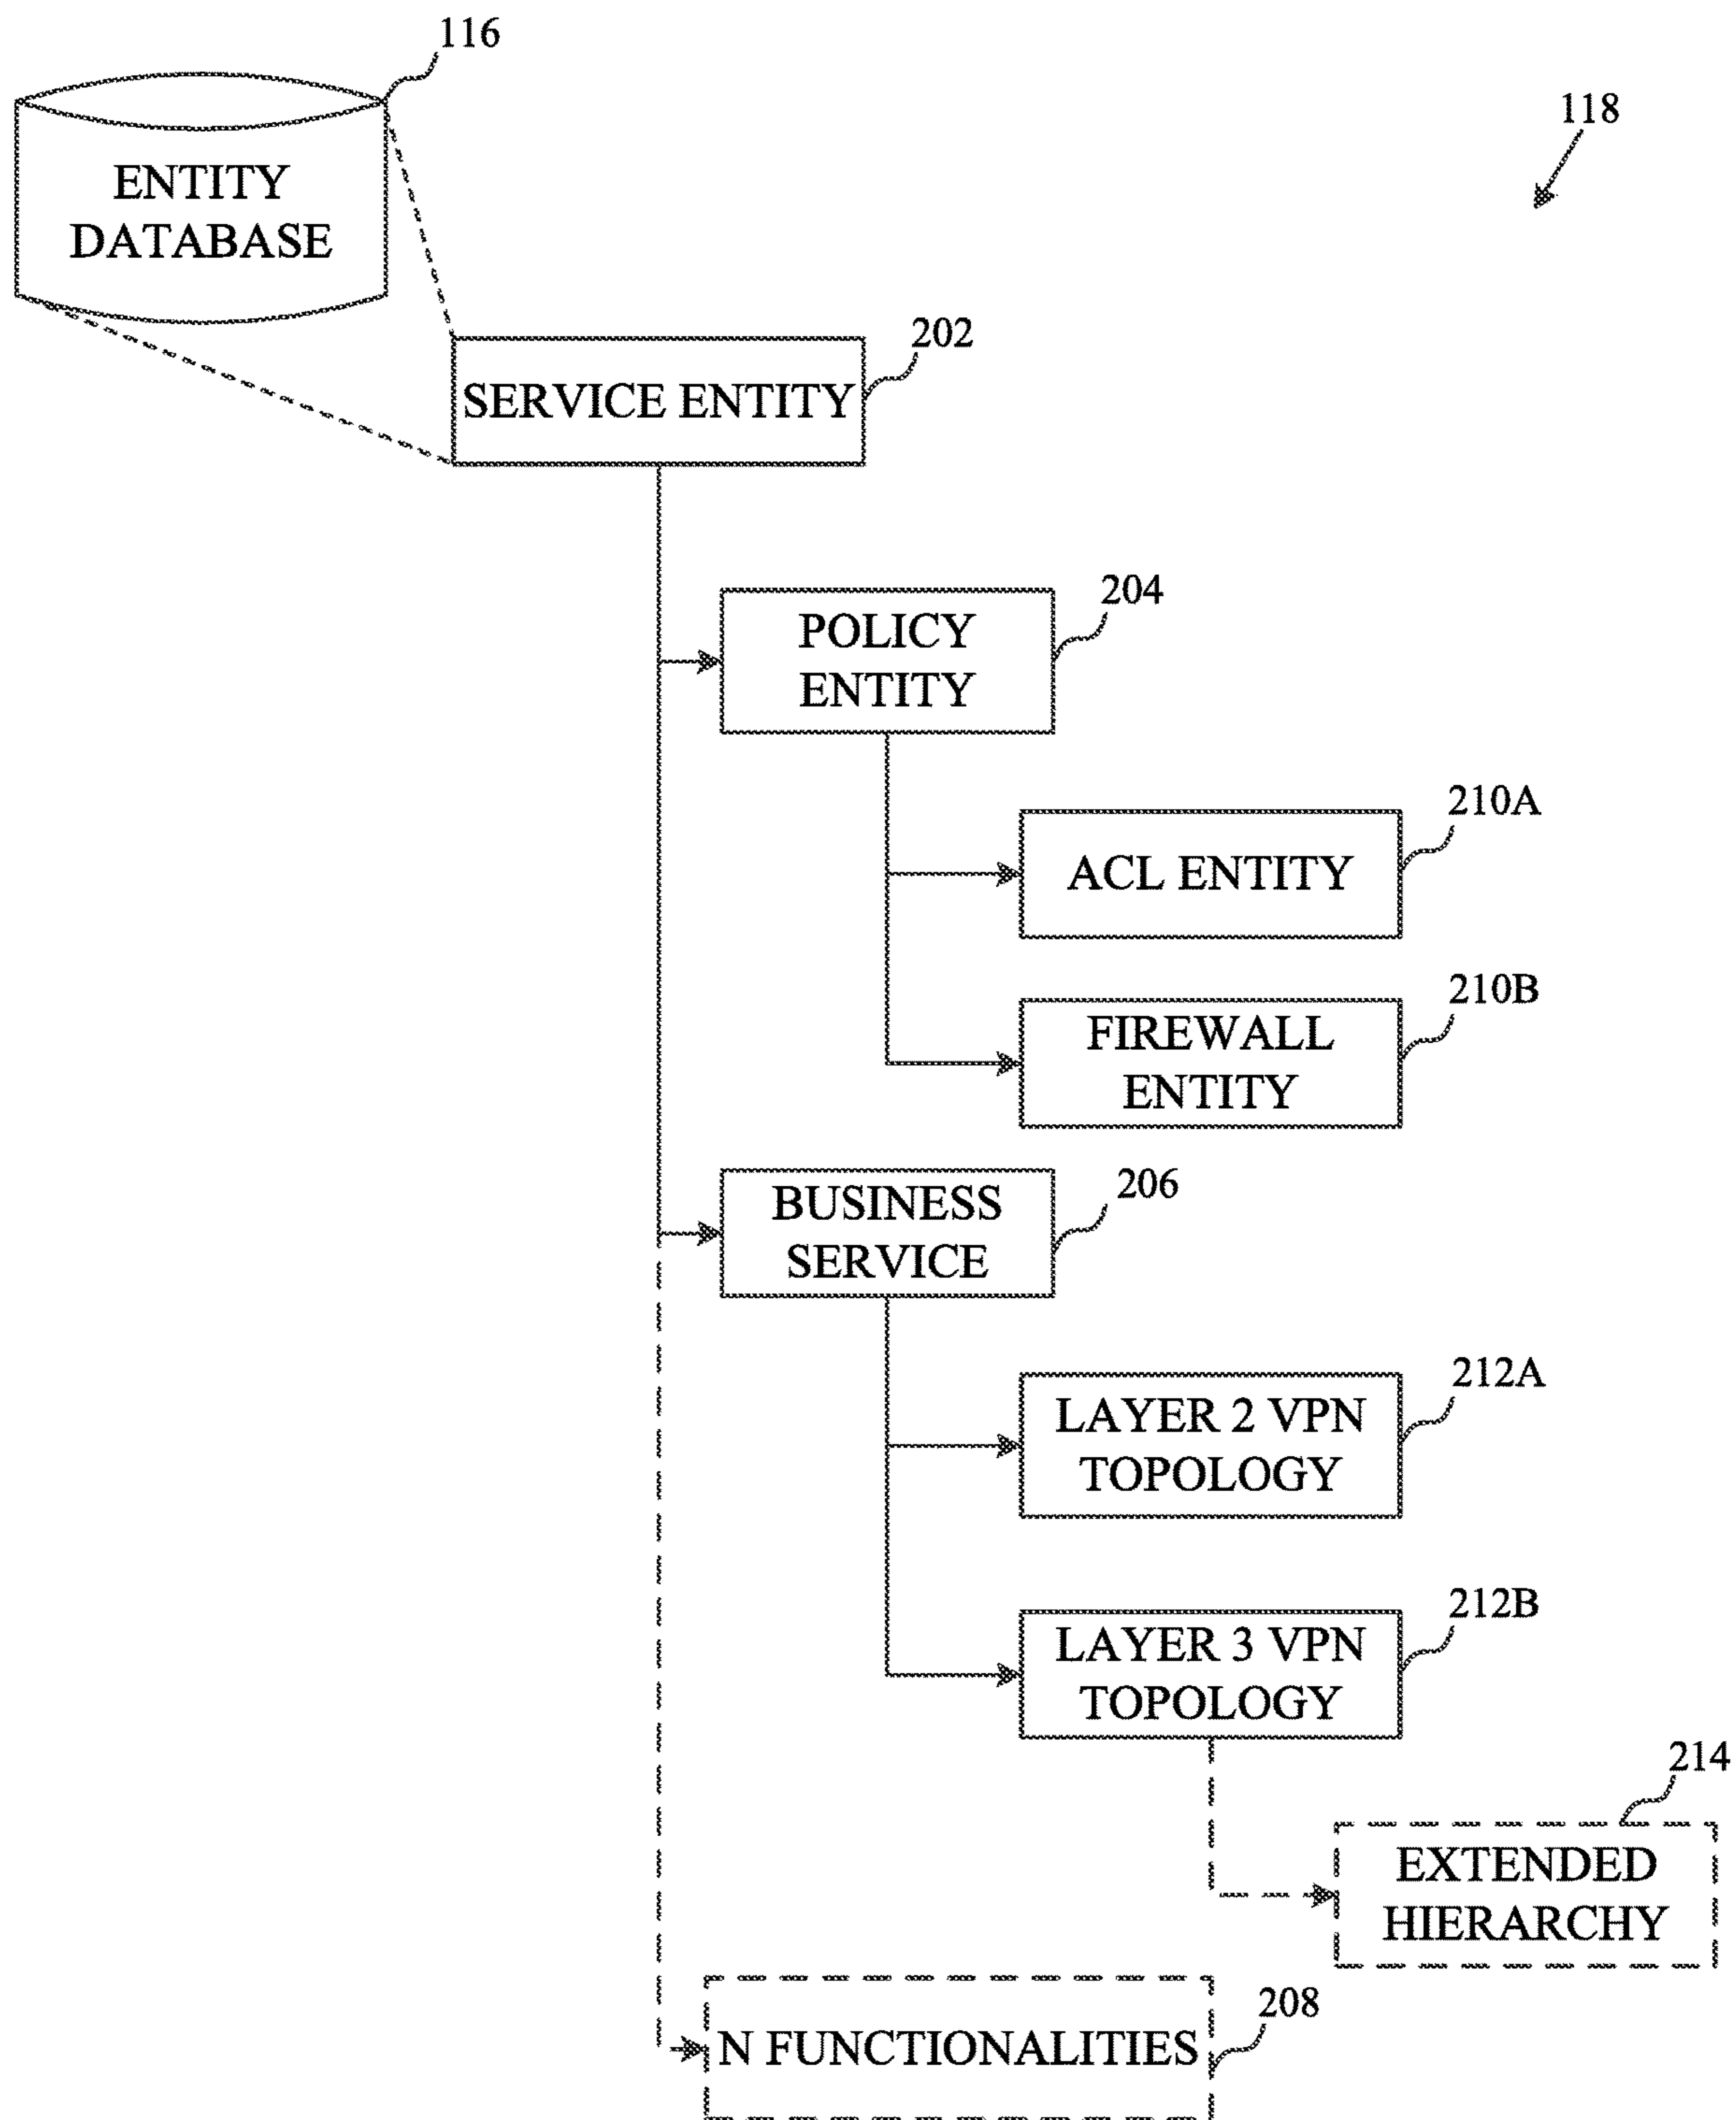 116
118
ENTITY
DATABASE
202
SERVICE ENTITY
204
POLICY
ENTITY
210A
ACL ENTITY
210B
FIREWALL
ENTITY
206
BUSINESS
SERVICE
212A
LAYER 2 VPN
TOPOLOGY
212B
LAYER 3 VPN
TOPOLOGY
214
EXTENDED
HIERARCHY
208
N FUNCTIONALITIES